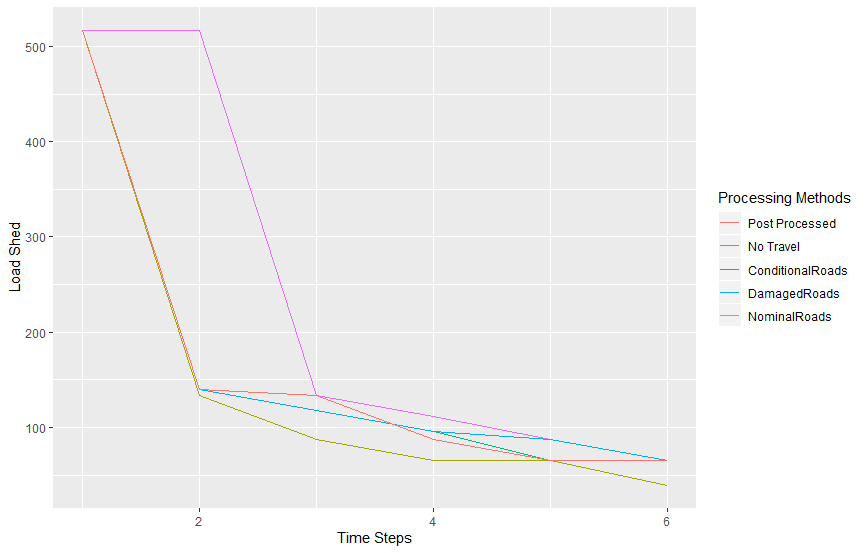 500
400
300
200
100
Load Shed
2
4
6
Time Steps
Processing Methods
Post Processed
No Travel
ConditionalRoads
DamagedRoads
NominalRoads